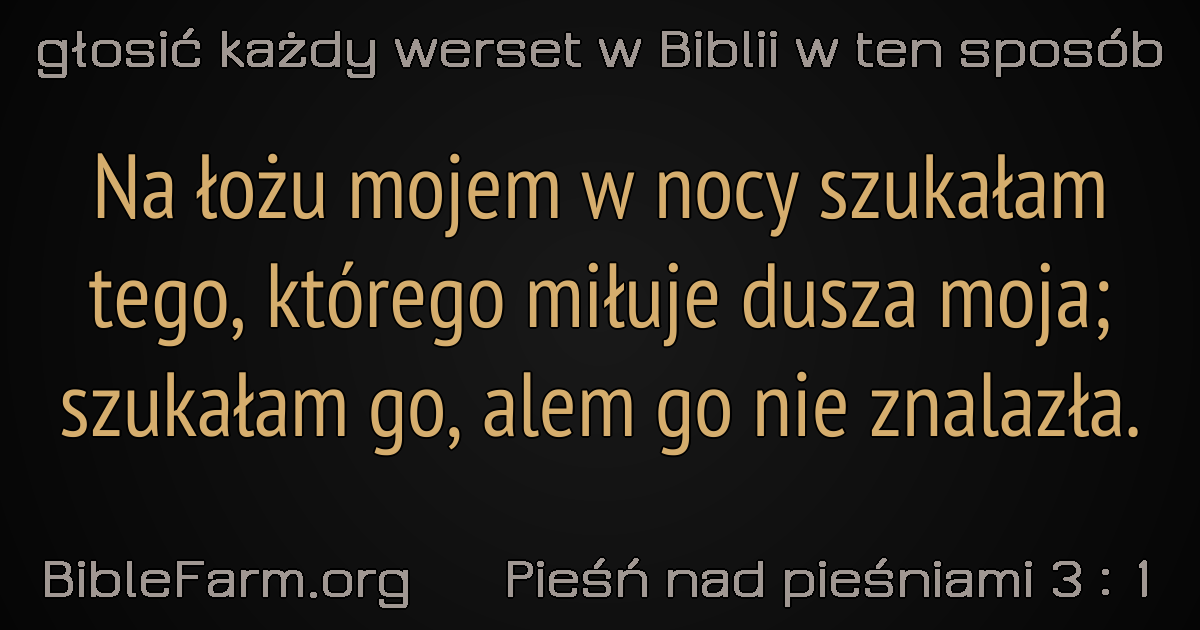 głosić każdy werset w Biblii w ten sposób
Na łożu mojem w nocy szukałam
tego, którego miłuje dusza moja;
szukałam go, alem go nie znalazła.
BibleFarm.org Pieśń nad pieśniami 3 : 1